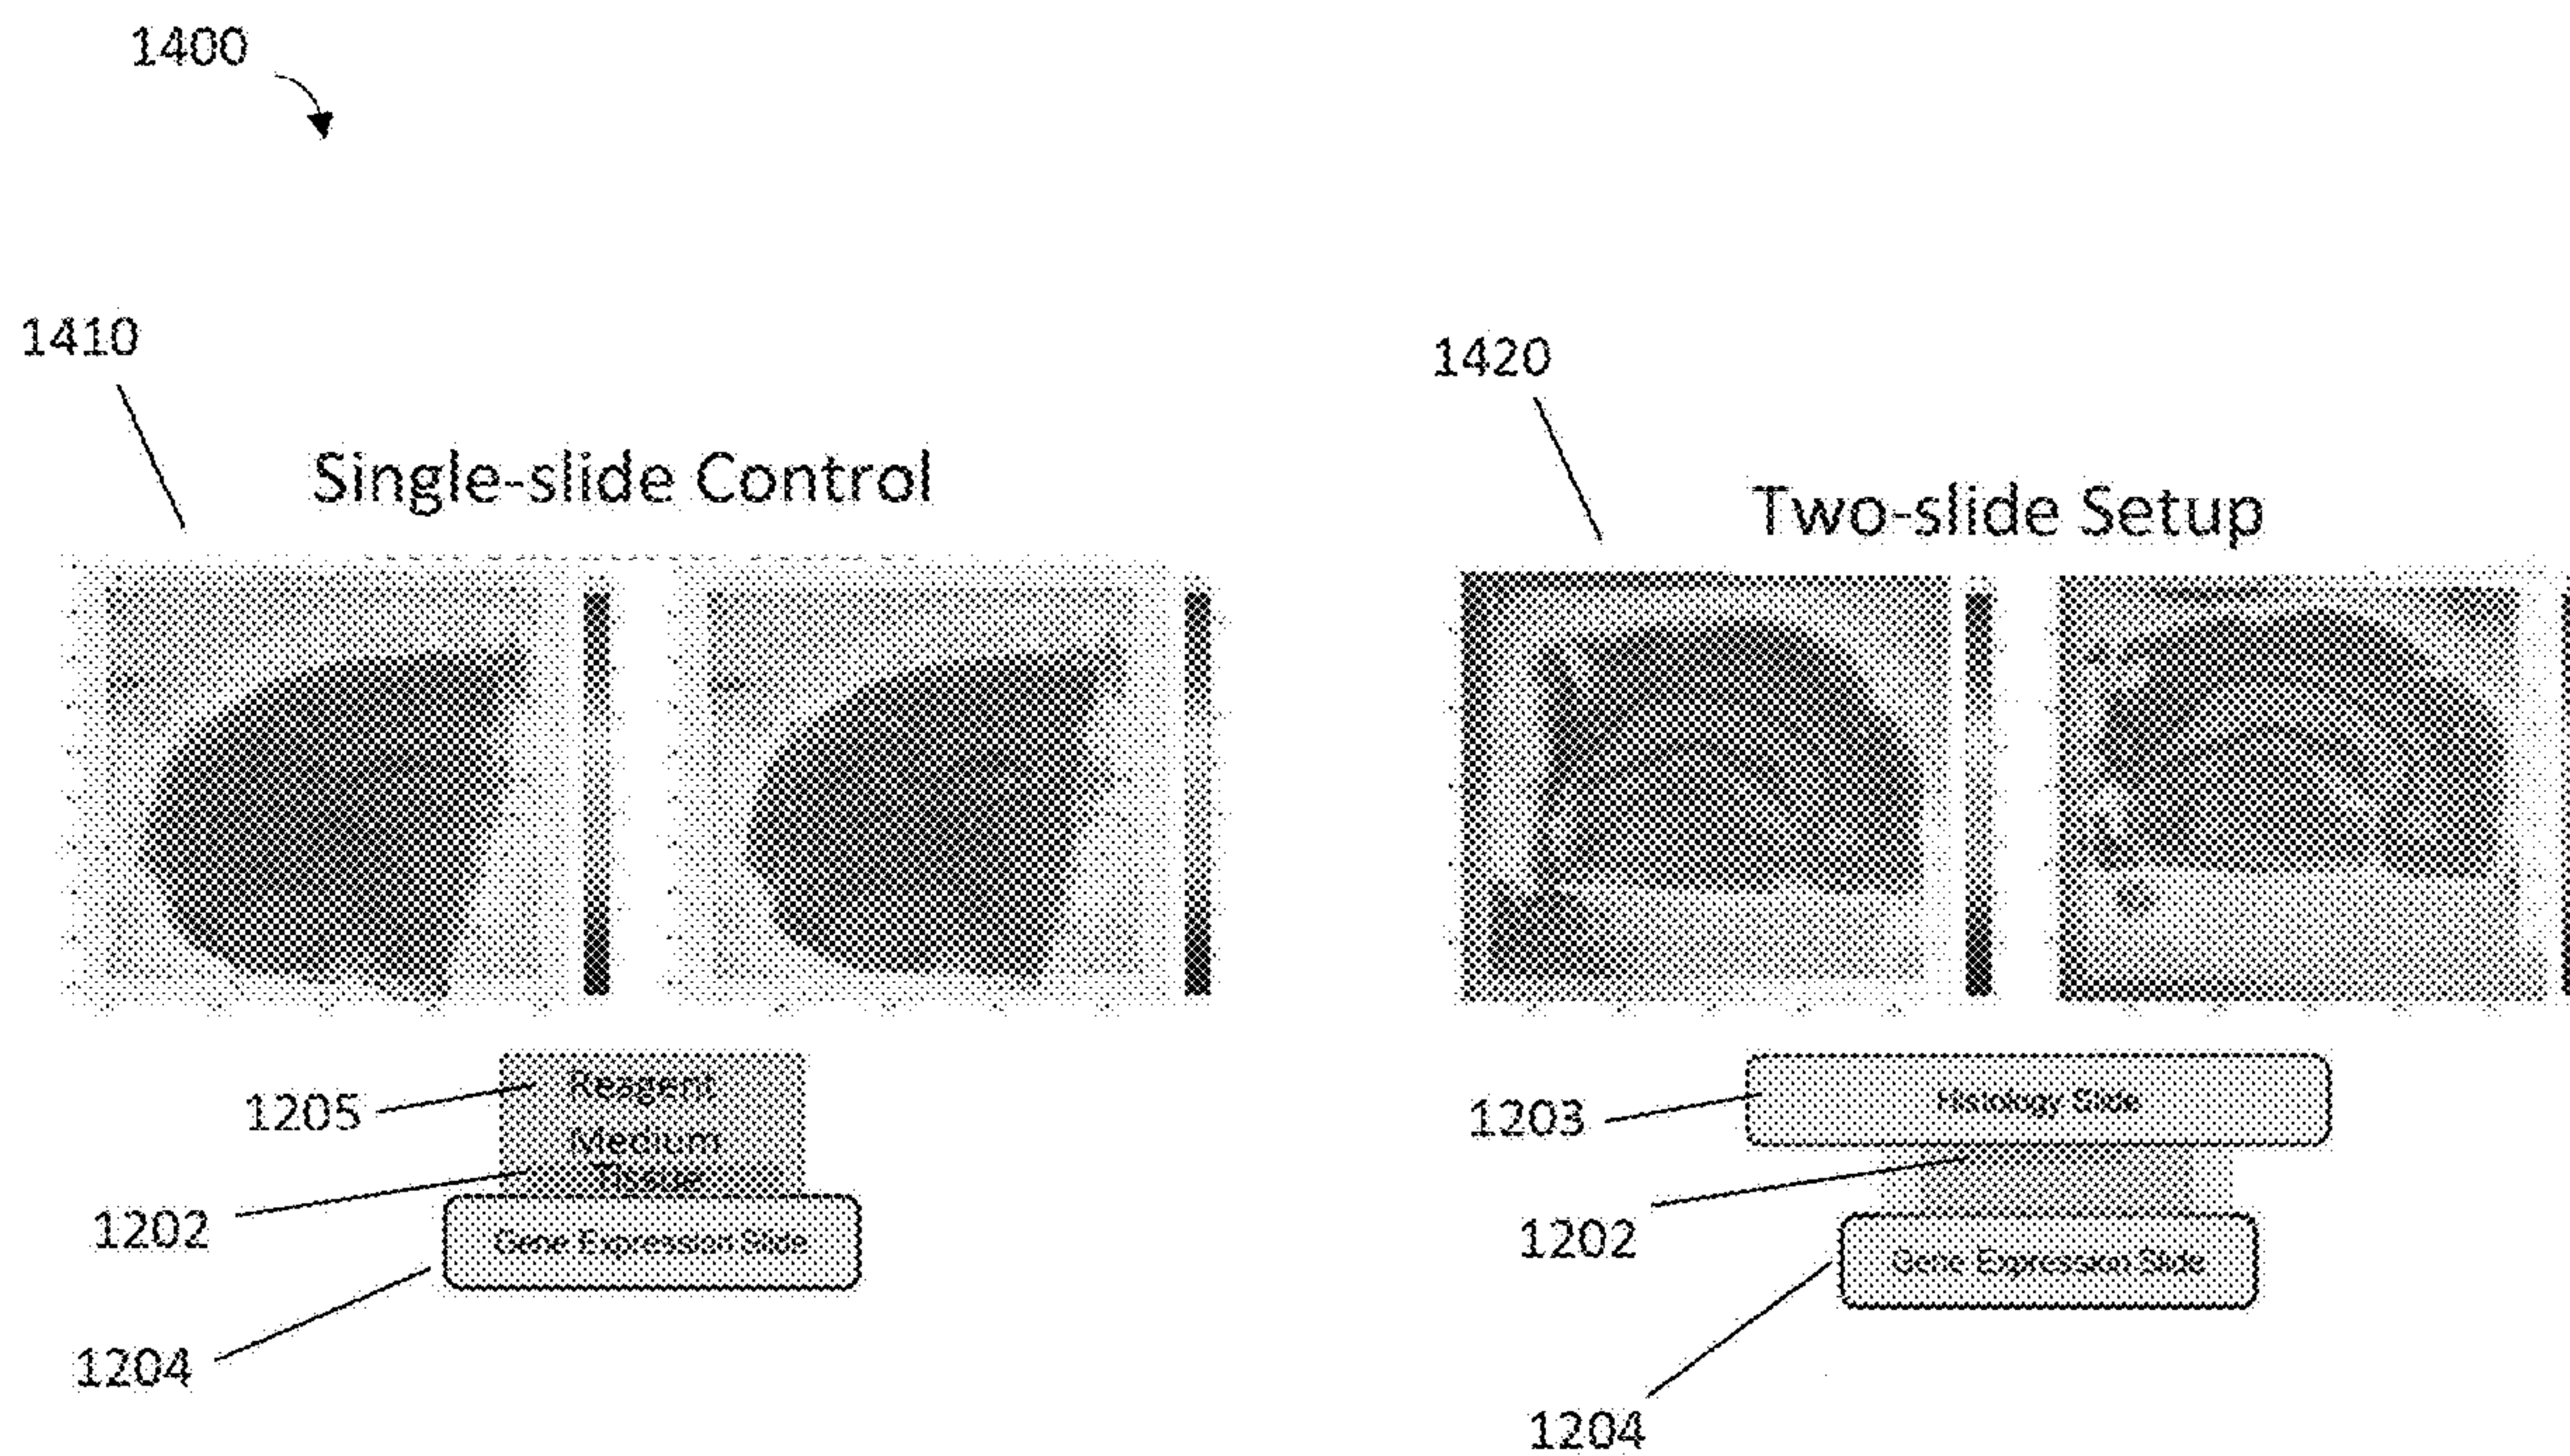 1400
1410
1420
Single-slide Control
Two-slide Setup
1205
Reagent
Medium
Tissue
1202
Gene Expression Slide
1204
1203
Histology Slide
1202
Gene Expression Slide
1204